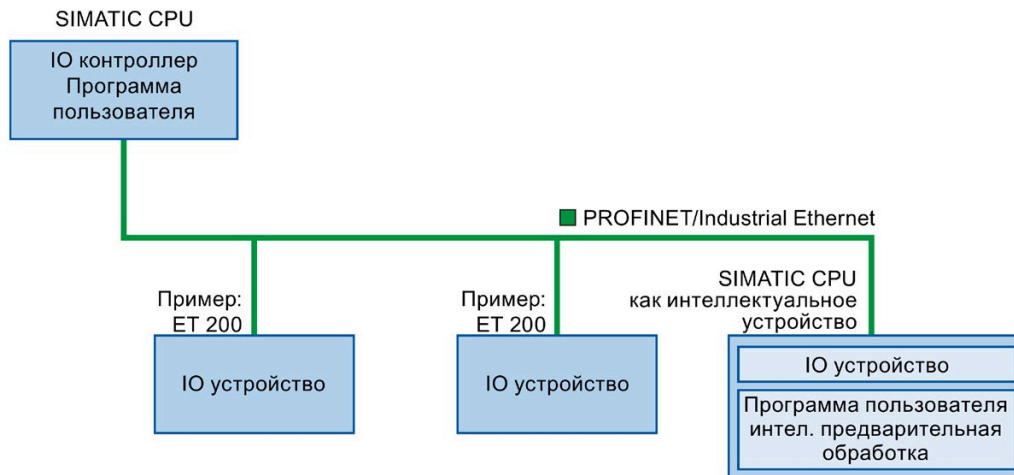 SIMATIC CPU
IO контроллер
Программа
пользователя
PROFINET/Industrial Ethernet
Пример:
ET 200
IO устройство
Пример:
ET 200
IO устройство
SIMATIC CPU
как интеллектуальное
устройство
IO устройство
Программа пользователя
интел. предварительная
обработка